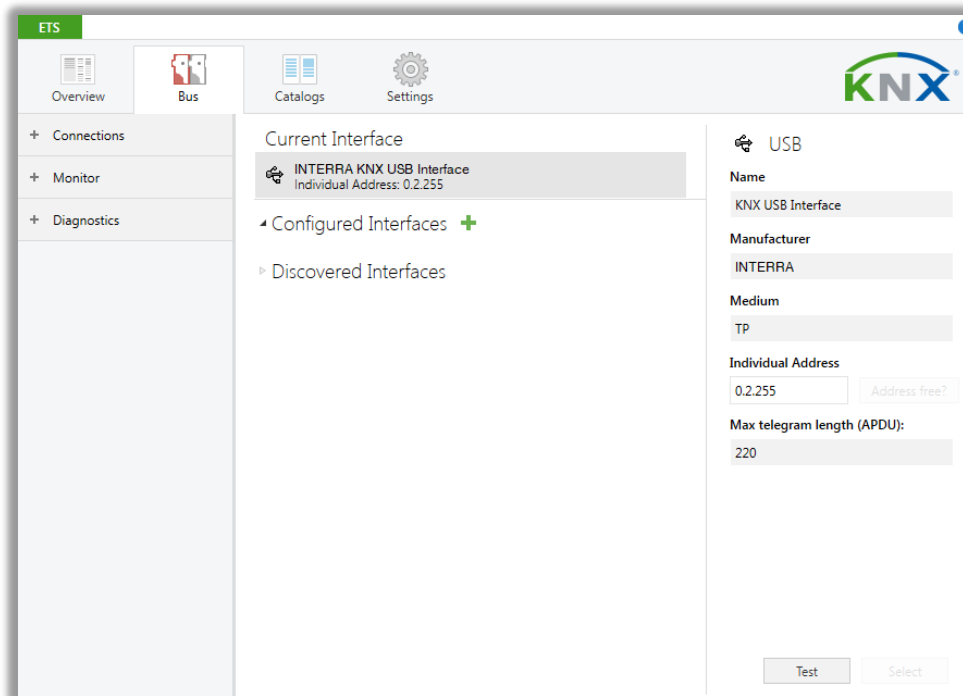 ETS
Overview
Bus
Catalogs
Settings
KNX®
Connections
Monitor
Diagnostics
Current Interface
INTERRA KNX USB Interface
Individual Address: 0.2.255
Configured Interfaces
Discovered Interfaces
USB
Name
KNX USB Interface
Manufacturer
INTERRA
Medium
TP
Individual Address
0.2.255
Address free?
Max telegram length (APDU):
220
Test
Select